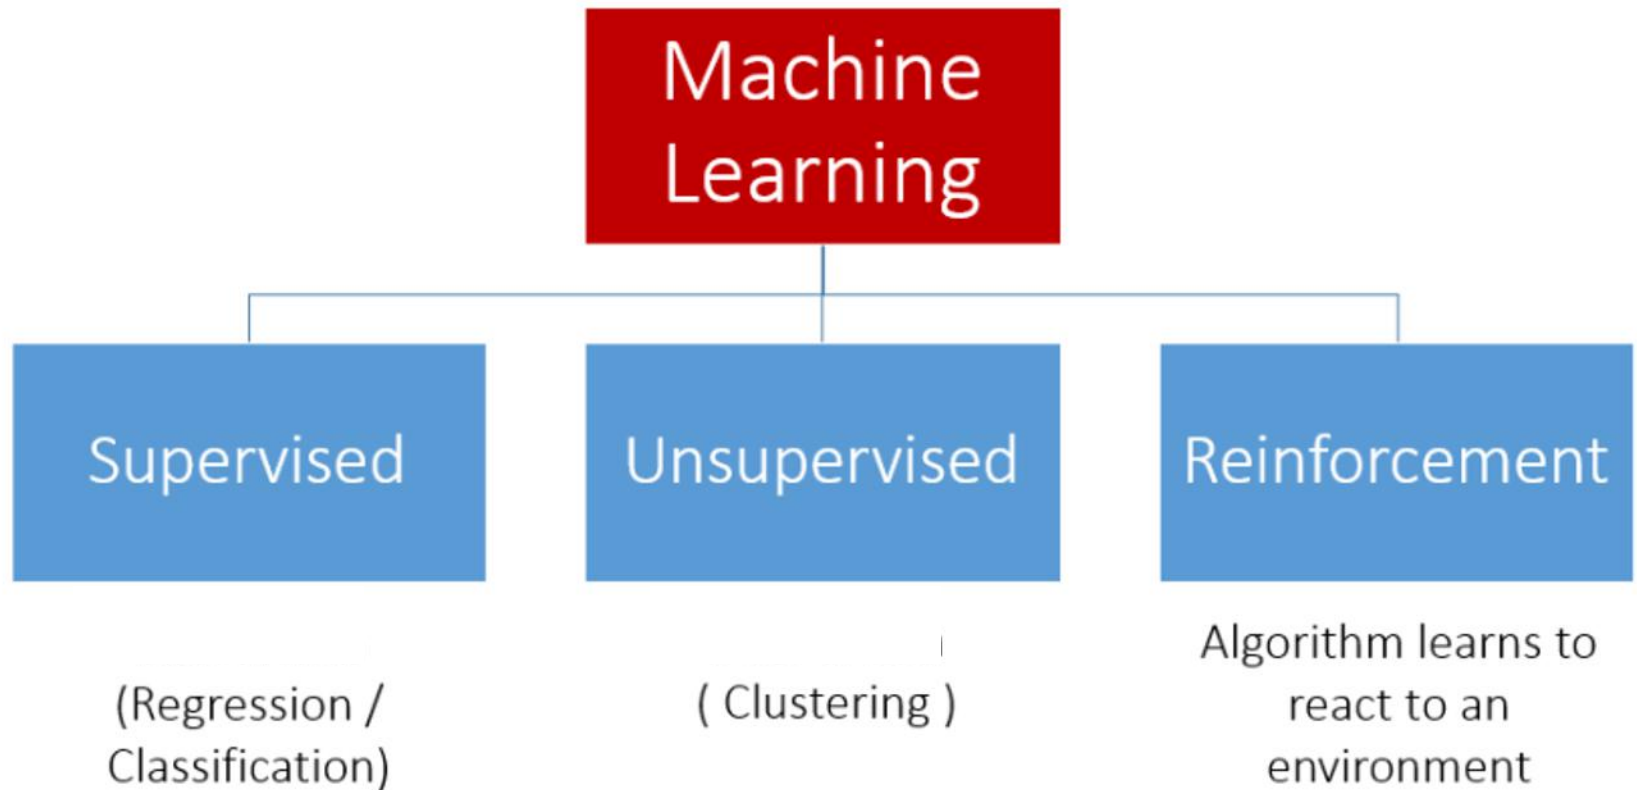 Machine
Learning
Supervised
Unsupervised
Reinforcement
(Regression /
Classification)
( Clustering )
Algorithm learns to
react to an
environment